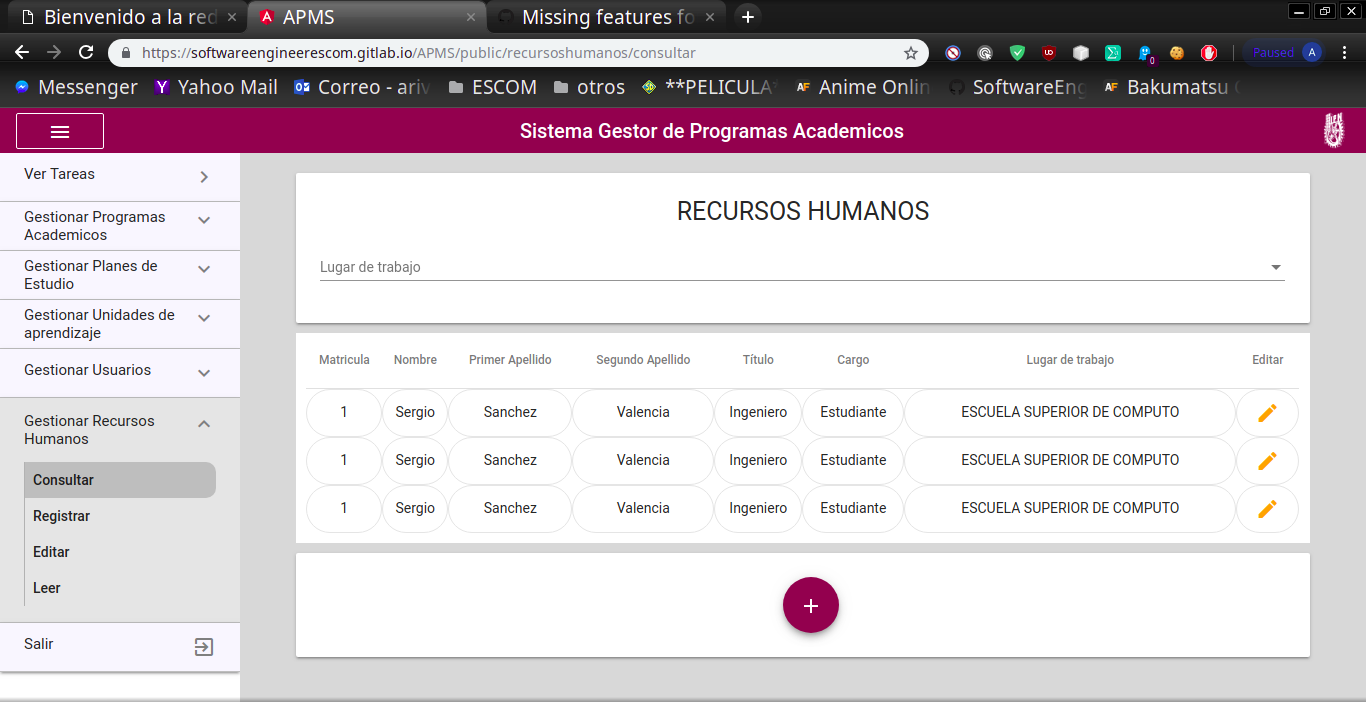 Bienvenido a la red
APMS
Missing features fo
https://softwareengineerescom.gitlab.io/APMS/public/recursoshumanos/consultar
UD
0
Paused
A
Messenger
Yahoo Mail
Correo - ariv
ESCOM
otros
**PELICULA*
AF Anime Onlin
SoftwareEng
AF Bakumatsu (
Sistema Gestor de Programas Academicos
Ver Tareas
Gestionar Programas
Academicos
Gestionar Planes de
Estudio
Gestionar Unidades de
aprendizaje
Gestionar Usuarios
Gestionar Recursos
Humanos
Consultar
Registrar
Editar
Leer
Salir
RECURSOS HUMANOS
Lugar de trabajo
Matricula Nombre Primer Apellido Segundo Apellido Título Cargo Lugar de trabajo Editar
1 Sergio Sanchez Valencia Ingeniero Estudiante ESCUELA SUPERIOR DE COMPUTO
1 Sergio Sanchez Valencia Ingeniero Estudiante ESCUELA SUPERIOR DE COMPUTO
1 Sergio Sanchez Valencia Ingeniero Estudiante ESCUELA SUPERIOR DE COMPUTO
+